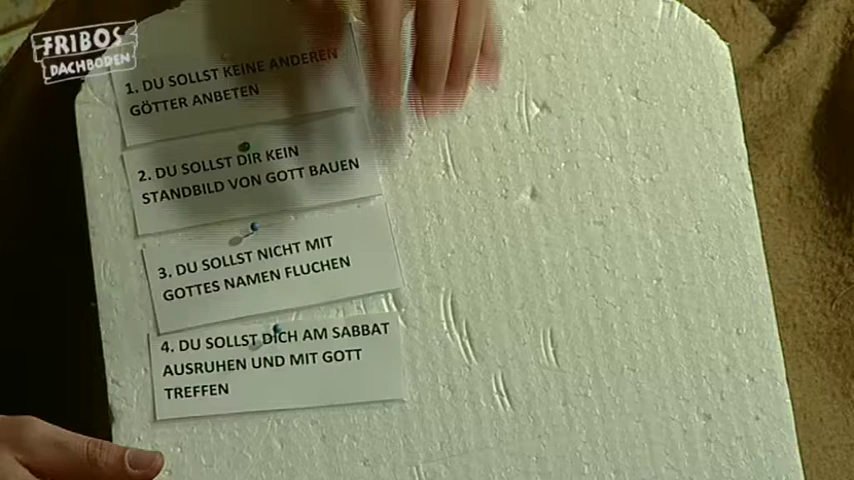 FRIBOS
DACHBODEN
1. DU SOLLST KEINE ANDEREN
GÖTTER ANBETEN
2. DU SOLLST DIR KEIN
STANDBILD VON GOTT BAUEN
3. DU SOLLST NICHT MIT
GOTTES NAMEN FLUCHEN
4. DU SOLLST DICH AM SABBAT
AUSRUHEN UND MIT GOTT
TREFFEN